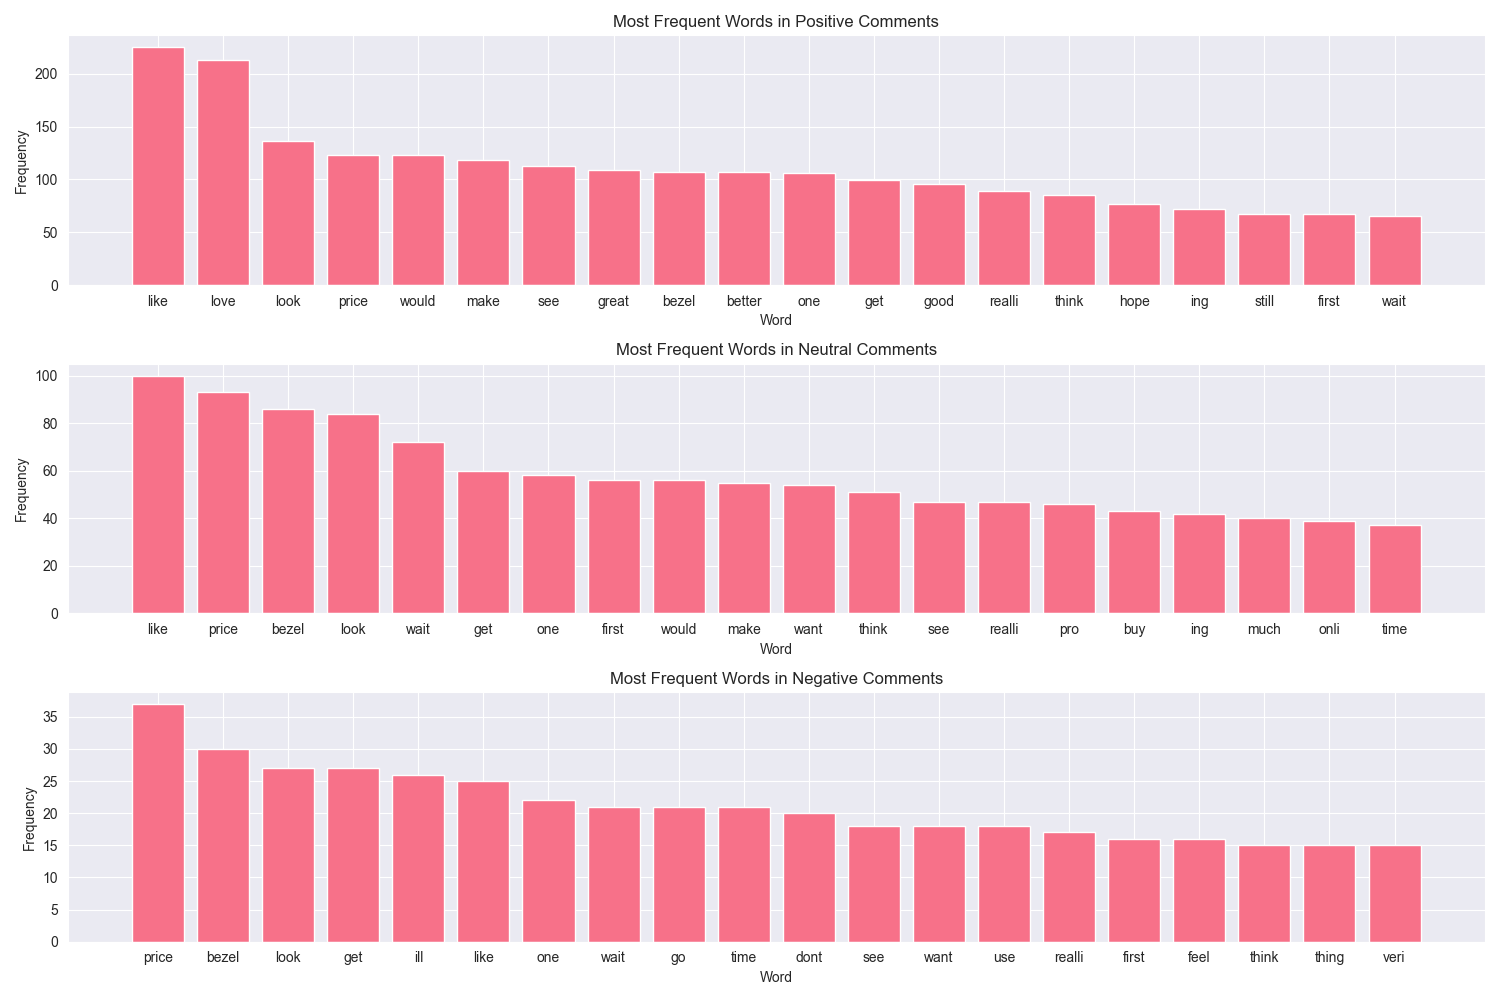 Most Frequent Words in Positive Comments
200
150
100
50
0
Frequency
like love look price would make see great bezel better one get good realli think hope ing still first wait
Word
Most Frequent Words in Neutral Comments
100
80
60
40
20
0
Frequency
like price bezel look wait get one first would make want think see realli pro buy ing much onli time
Word
Most Frequent Words in Negative Comments
35
30
25
20
15
10
5
0
Frequency
price bezel look get ill like one wait go time dont see want use realli first feel think thing veri
Word